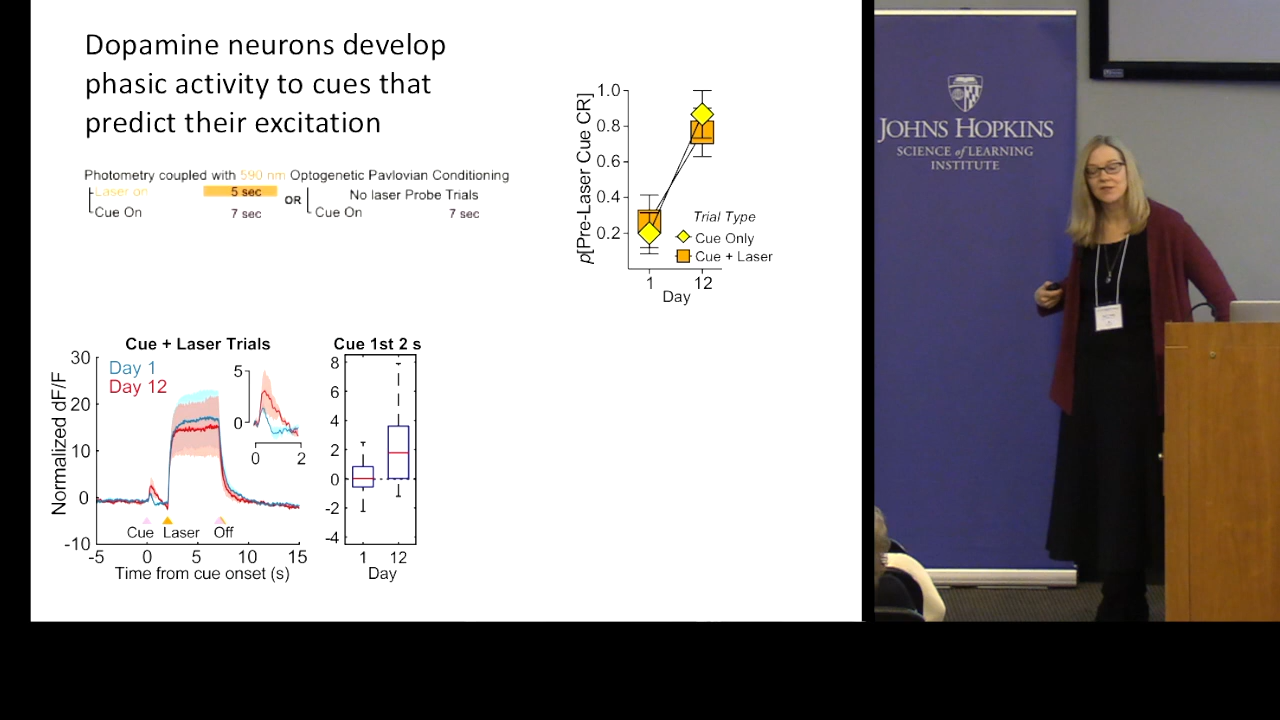 Dopamine neurons develop
phasic activity to cues that
predict their excitation
Photometry coupled with 590 nm Optogenetic Pavlovian Conditioning
Laser on 5 sec OR No laser Probe Trials
Cue On 7 sec Cue On 7 sec
p[Pre-Laser Cue CR]
1.0
0.8
0.6
0.4
0.2
Trial Type
Cue Only
Cue + Laser
1 12
Day
Cue + Laser Trials
Normalized dF/F
30
20
10
0
-10
Day 1
Day 12
5
0
0 2
Cue Laser Off
-5 0 5 10 15
Time from cue onset (s)
Cue 1st 2 s
8
6
4
2
0
-2
-4
1 12
Day
JOHNS HOPKINS
SCIENCE of LEARNING
INSTITUTE